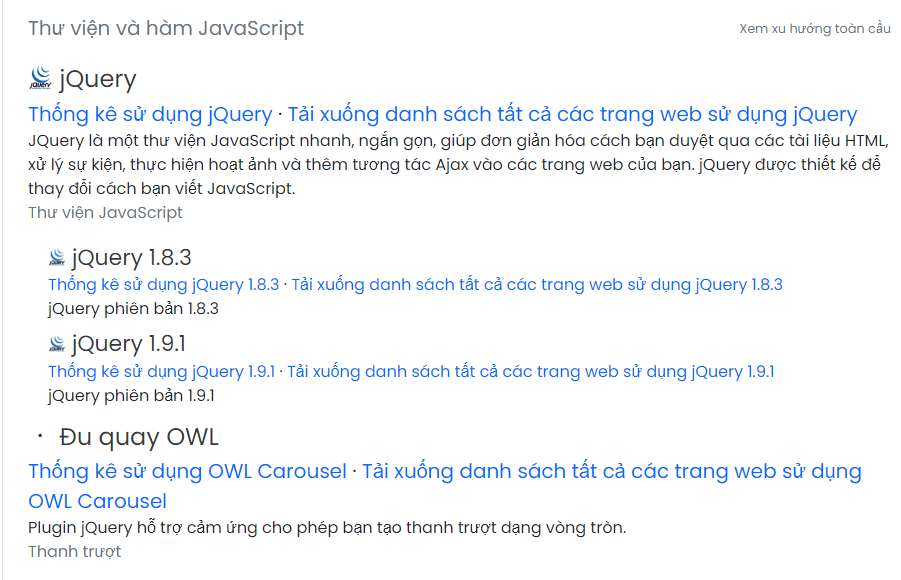 Thư viện và hàm JavaScript
Xem xu hướng toàn cầu
jQuery
Thống kê sử dụng jQuery · Tải xuống danh sách tất cả các trang web sử dụng jQuery
JQuery là một thư viện JavaScript nhanh, ngắn gọn, giúp đơn giản hóa cách bạn duyệt qua các tài liệu HTML,
xử lý sự kiện, thực hiện hoạt ảnh và thêm tương tác Ajax vào các trang web của bạn. jQuery được thiết kế để
thay đổi cách bạn viết JavaScript.
Thư viện JavaScript
jQuery 1.8.3
Thống kê sử dụng jQuery 1.8.3 · Tải xuống danh sách tất cả các trang web sử dụng jQuery 1.8.3
jQuery phiên bản 1.8.3
jQuery 1.9.1
Thống kê sử dụng jQuery 1.9.1 · Tải xuống danh sách tất cả các trang web sử dụng jQuery 1.9.1
jQuery phiên bản 1.9.1
Đu quay OWL
Thống kê sử dụng OWL Carousel · Tải xuống danh sách tất cả các trang web sử dụng
OWL Carousel
Plugin jQuery hỗ trợ cảm ứng cho phép bạn tạo thanh trượt dạng vòng tròn.
Thanh trượt